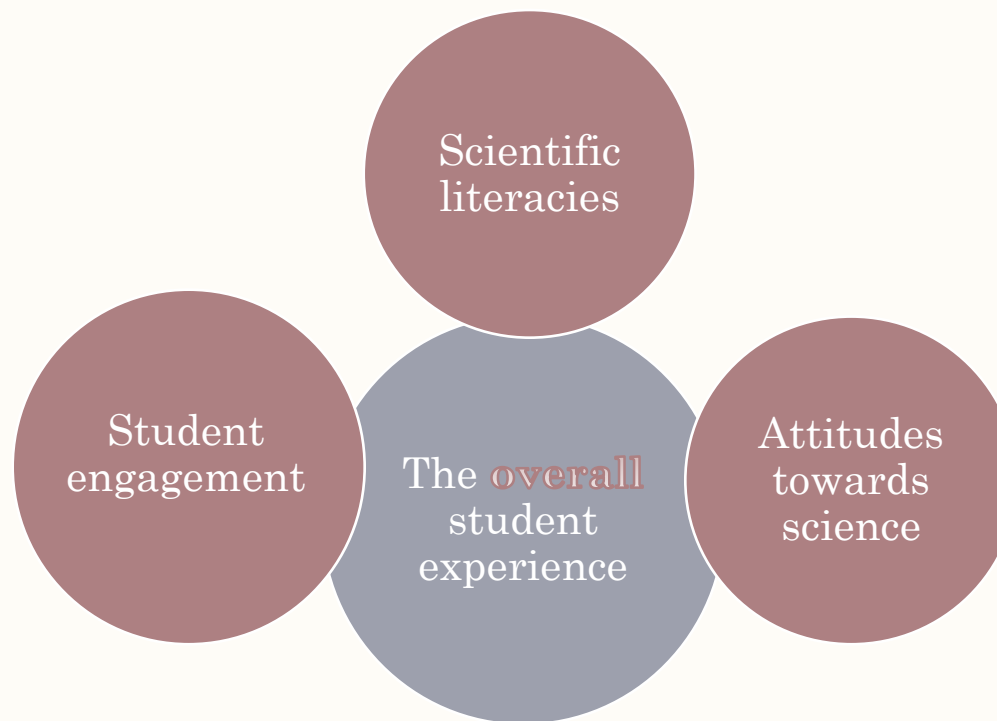 Scientific
literacies
Student
engagement
The overall
student
experience
Attitudes
towards
science